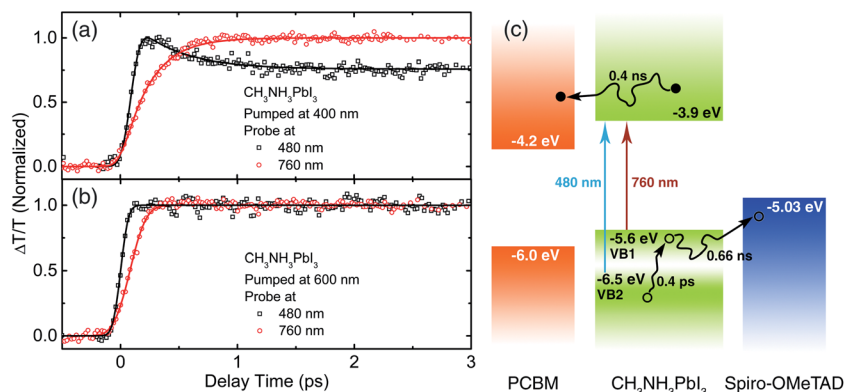 (a)
1.0
0.5
0.0
CH3NH3PbI3
Pumped at 400 nm
Probe at
480 nm
760 nm
(b)
1.0
0.5
0.0
CH3NH3PbI3
Pumped at 600 nm
Probe at
480 nm
760 nm
ΔT/T (Normalized)
0 1 2 3
Delay Time (ps)
(c)
0.4 ns
-3.9 eV
-4.2 eV
480 nm
760 nm
-5.03 eV
-5.6 eV
VB1
-6.0 eV
0.66 ns
-6.5 eV
VB2
0.4 ps
PCBM
CH3NH3PbI3
Spiro-OMeTAD